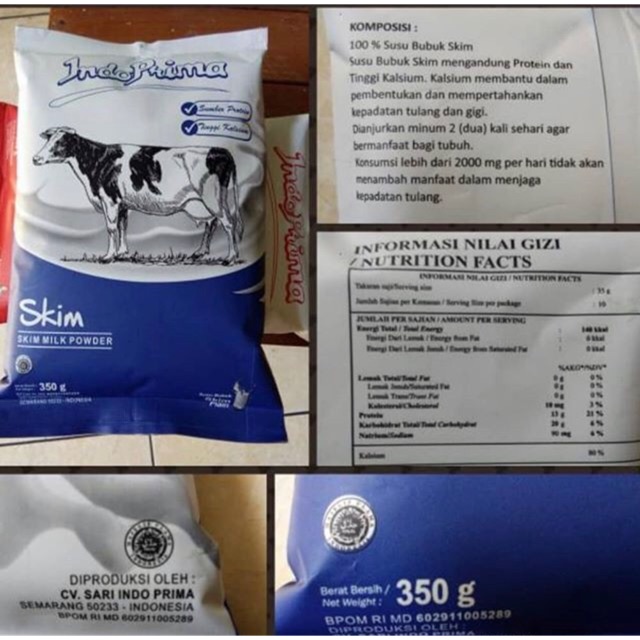 IndoPrima
Sumber Protein
Tinggi Kalsium
IndoPrima
Skim
SKIM MILK POWDER
350 g
SEMARANG 50233 - INDONESIA
KOMPOSISI :
100 % Susu Bubuk Skim
Susu Bubuk Skim mengandung Protein dan
Tinggi Kalsium. Kalsium membantu dalam
pembentukan dan mempertahankan
kepadatan tulang dan gigi.
Dianjurkan minum 2 (dua) kali sehari agar
bermanfaat bagi tubuh.
Konsumsi lebih dari 2000 mg per hari tidak akan
menambah manfaat dalam menjaga
kepadatan tulang.
INFORMASI NILAI GIZI
/ NUTRITION FACTS
INFORMASI NILAI GIZI / NUTRITION FACTS
Takaran saji/Serving size : 35 g
Jumlah Sajian per Kemasan / Serving Size per package : 10
JUMLAH PER SAJIAN / AMOUNT PER SERVING
Energi Total / Total Energy : 140 kkal
Energi Dari Lemak / Energy from Fat : 0 kkal
Energi Dari Lemak Jenuh / Energy from Saturated Fat : 0 kkal
%AKG*/%DV*
Lemak Total/Total Fat 0 g 0 %
Lemak Jenuh/Saturated Fat 0 g 0 %
Lemak Trans/Trans Fat 0g 0 %
Kolesterol/Cholesterol 10 mg 3 %
Protein 13 g 21 %
Karbohidrat Total/Total Carbohydrat 20 g 6 %
Natrium/Sodium 90 mg 6 %
Kalsium 80 %
DIPRODUKSI OLEH :
CV. SARI INDO PRIMA
SEMARANG 50233 - INDONESIA
BPOM RI MD 602911005289
Berat Bersih / 350 g
Net Weight :
BPOM RI MD 602911005289
DIPRODUKSI OLEH :